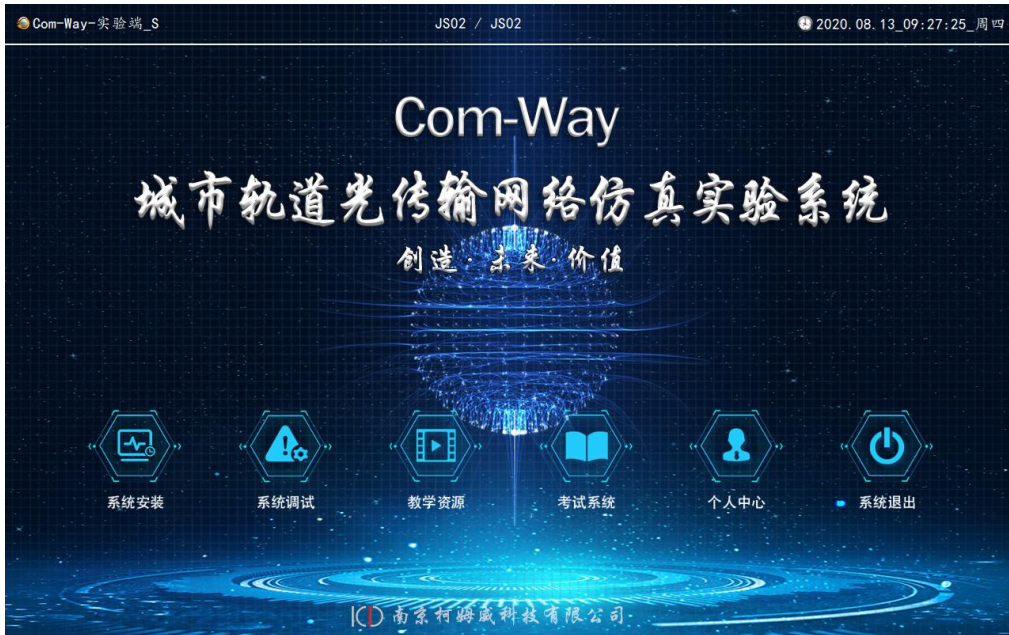 Com-Way-实验端_S
JS02 / JS02
2020.08.13_09:27:25_周四
Com-Way
城市轨道光传输网络仿真实验系统
创造·未来·价值
系统安装
系统调试
教学资源
考试系统
个人中心
系统退出
南京柯姆威科技有限公司